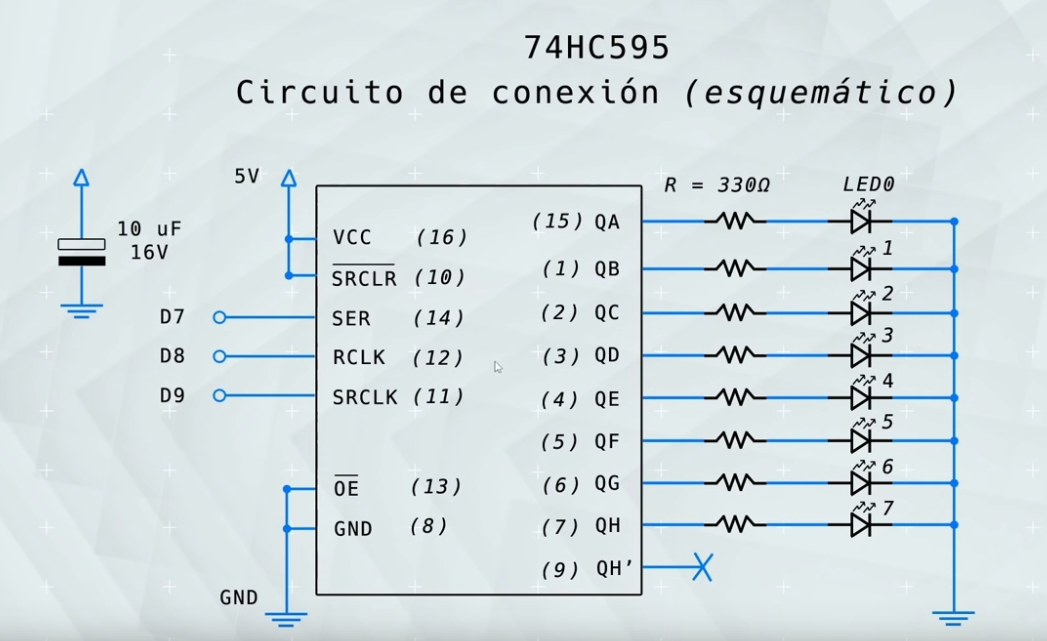 74HC595
Circuito de conexión (esquemático)
5V
R = 330Ω
LED0
10 uF
16V
VCC (16)
SRCLR (10)
D7
SER (14)
D8
RCLK (12)
D9
SRCLK (11)
OE (13)
GND (8)
GND
(15) QA
(1) QB
1
(2) QC
2
(3) QD
3
(4) QE
4
(5) QF
5
(6) QG
6
(7) QH
7
(9) QH’